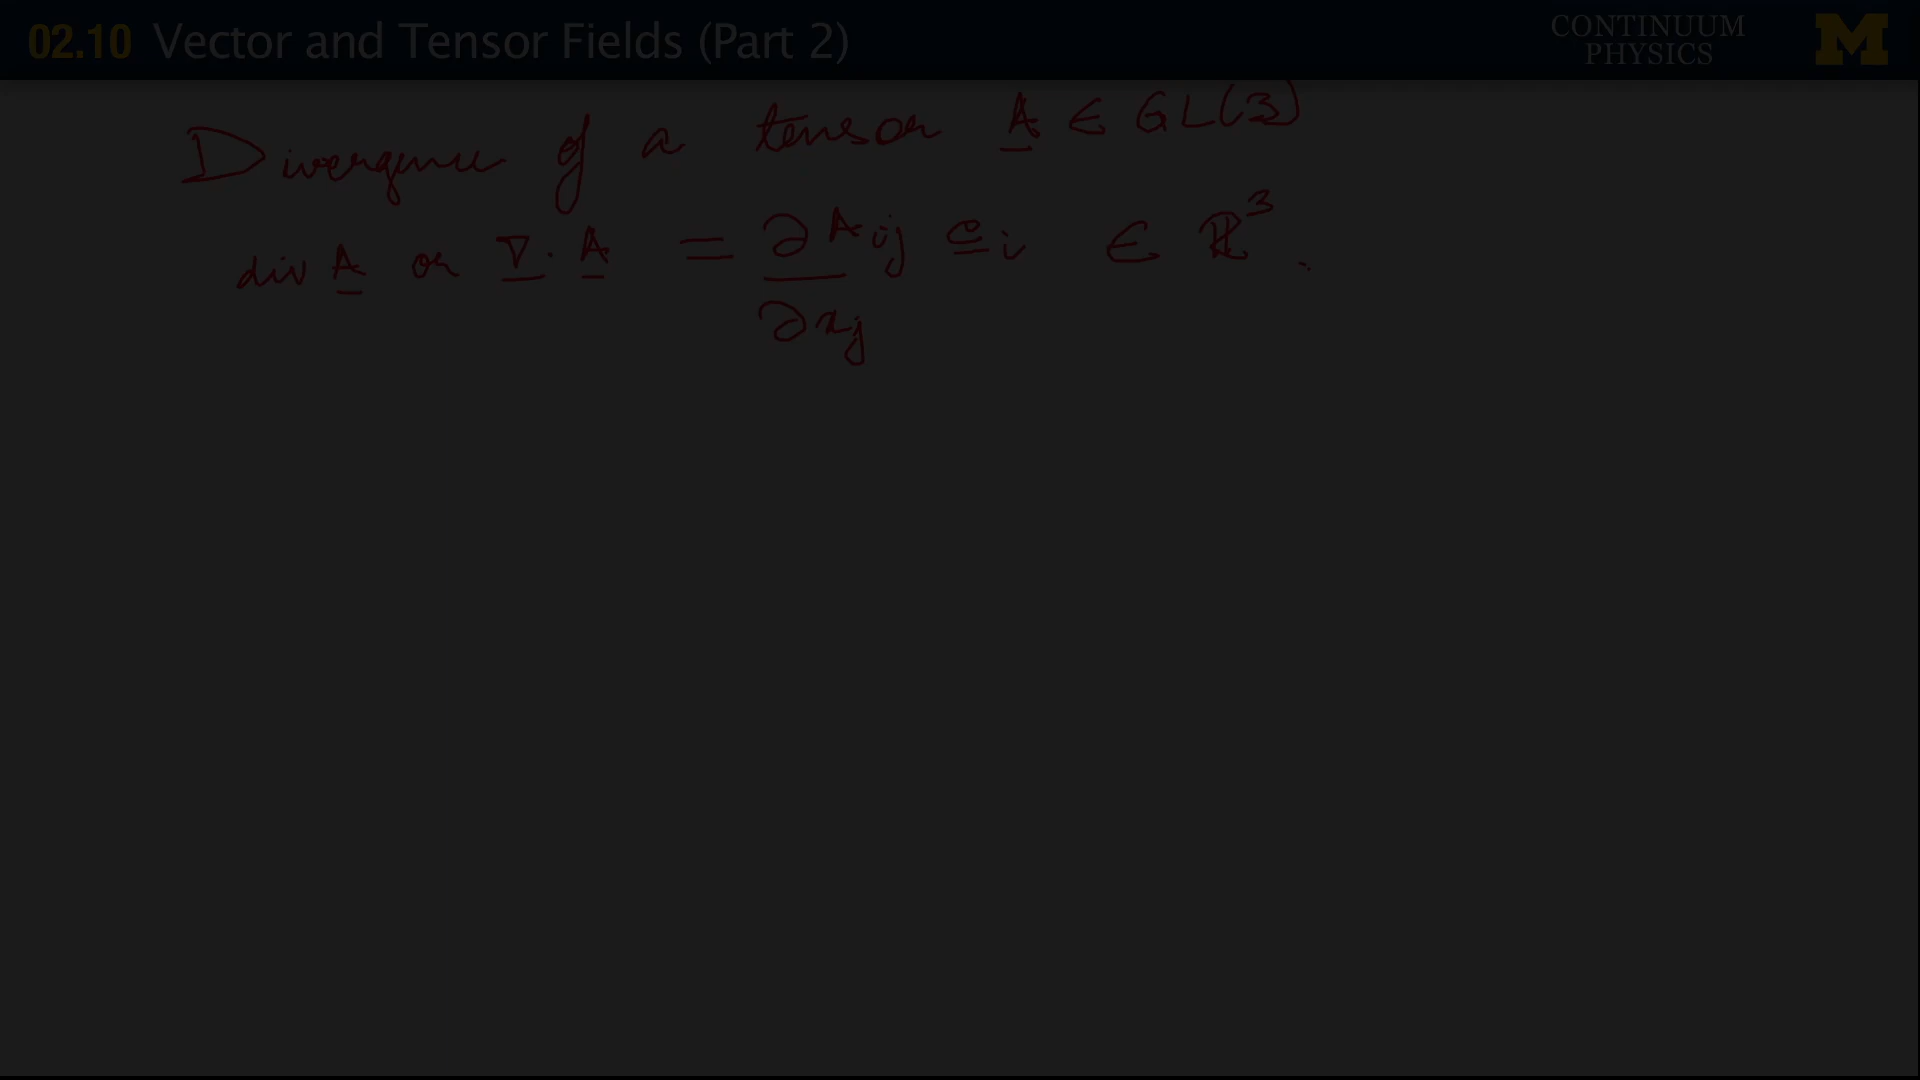 02.10 Vector and Tensor Fields (Part 2)
CONTINUUM
PHYSICS
M
Divergence of a tensor A ∈ GL(3)
div A or ∇ · A = ∂Aij/∂xj ei ∈ ℝ³.